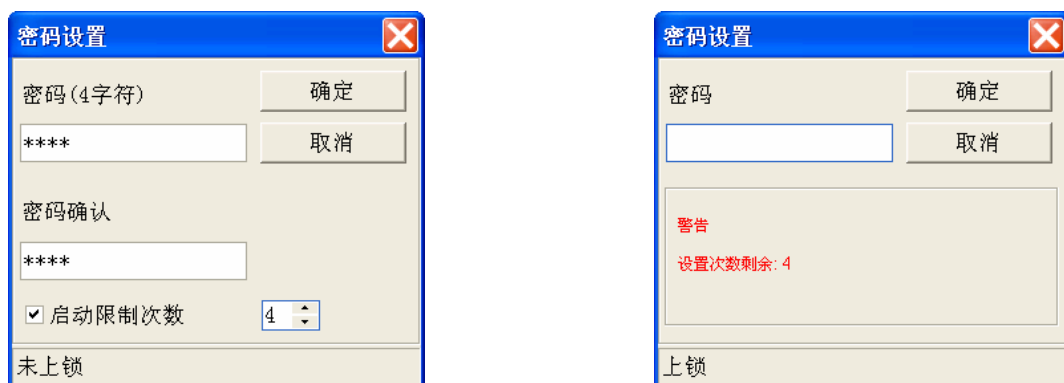 密码设置
密码(4字符)
确定
****
取消
密码确认
****
启动限制次数
4
未上锁
密码设置
密码
确定
取消
警告
设置次数剩余: 4
上锁